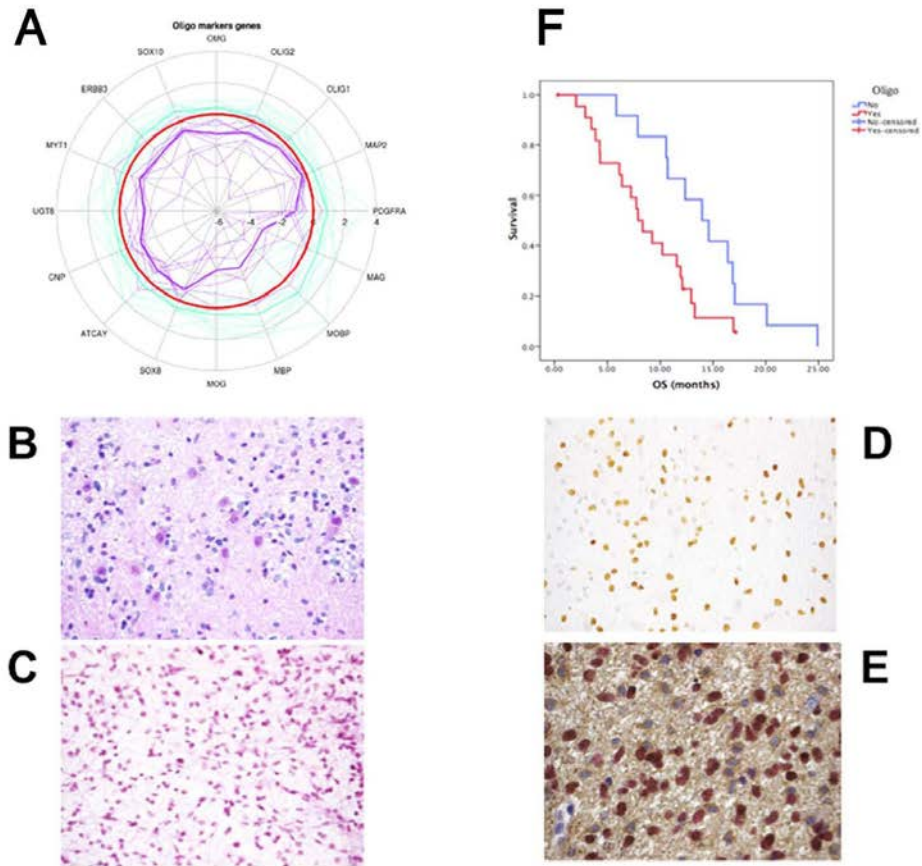 A
Oligo markers genes
OMG
SOX10
OLIG2
ERBB3
OLIG1
MYT1
MAP2
UGT8
-6
-4
-2
0
2
4
PDGFRA
CNP
MAG
ATCAY
MOBP
SOX8
MBP
MOG
F
Oligo
No
Yes
No-censored
Yes-censored
Survival
1.0
0.8
0.6
0.4
0.2
0.0
0.00
5.00
10.00
15.00
20.00
25.00
OS (months)
B
D
C
E